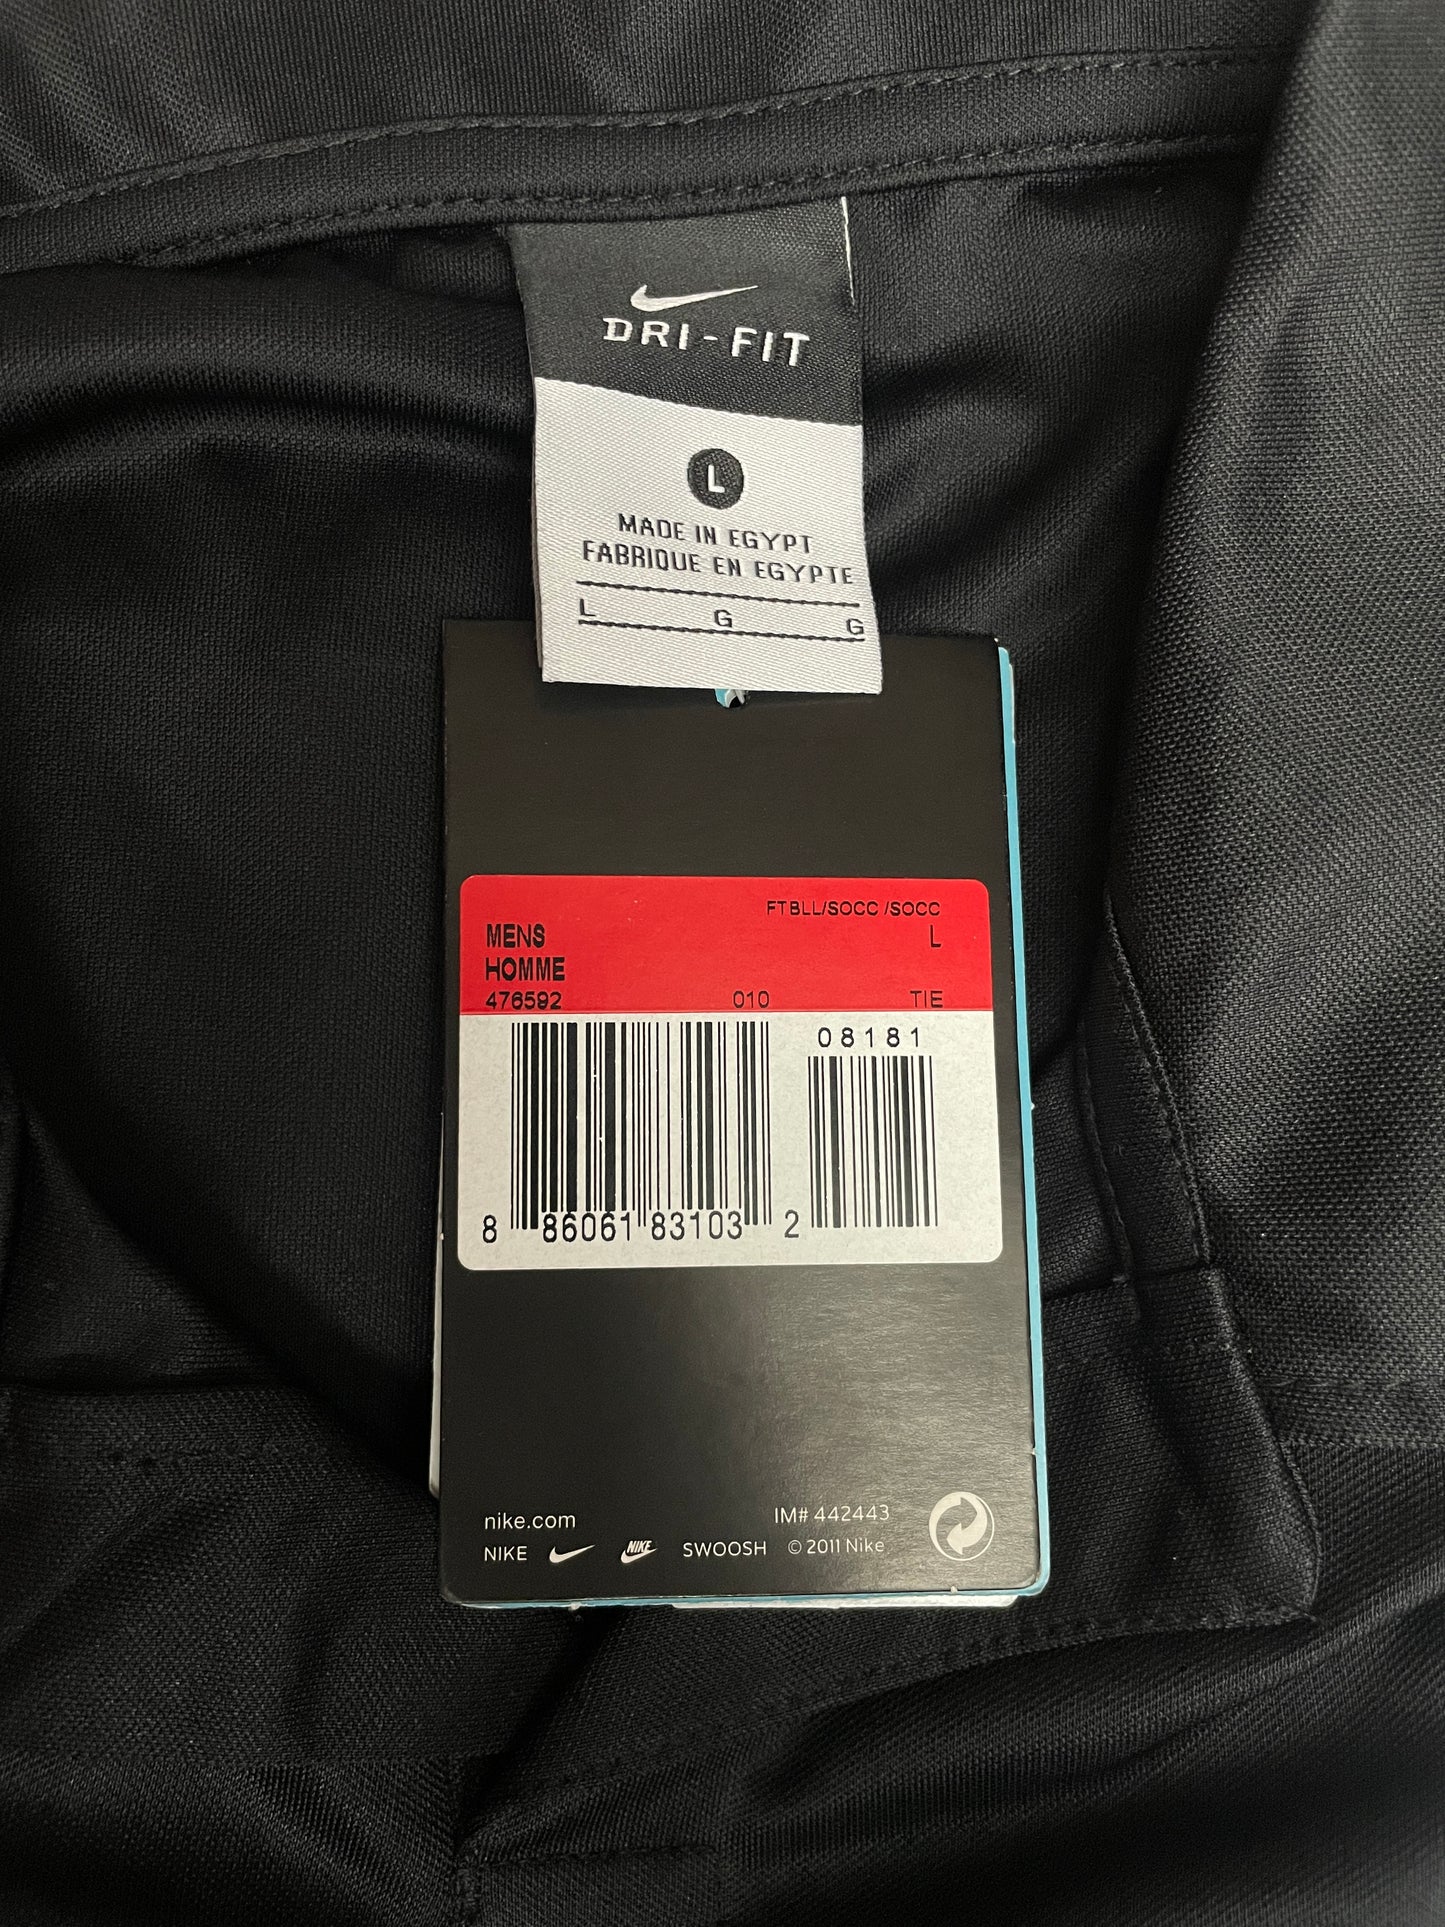 DRI-FIT
L
MADE IN EGYPT
FABRIQUE EN EGYPTE
L G G
FTBLL/SOCC /SOCC
MENS L
HOMME
476592 010 TIE
08181
8 86061 83103 2
nike.com IM# 442443
NIKE NIKE SWOOSH © 2011 Nike